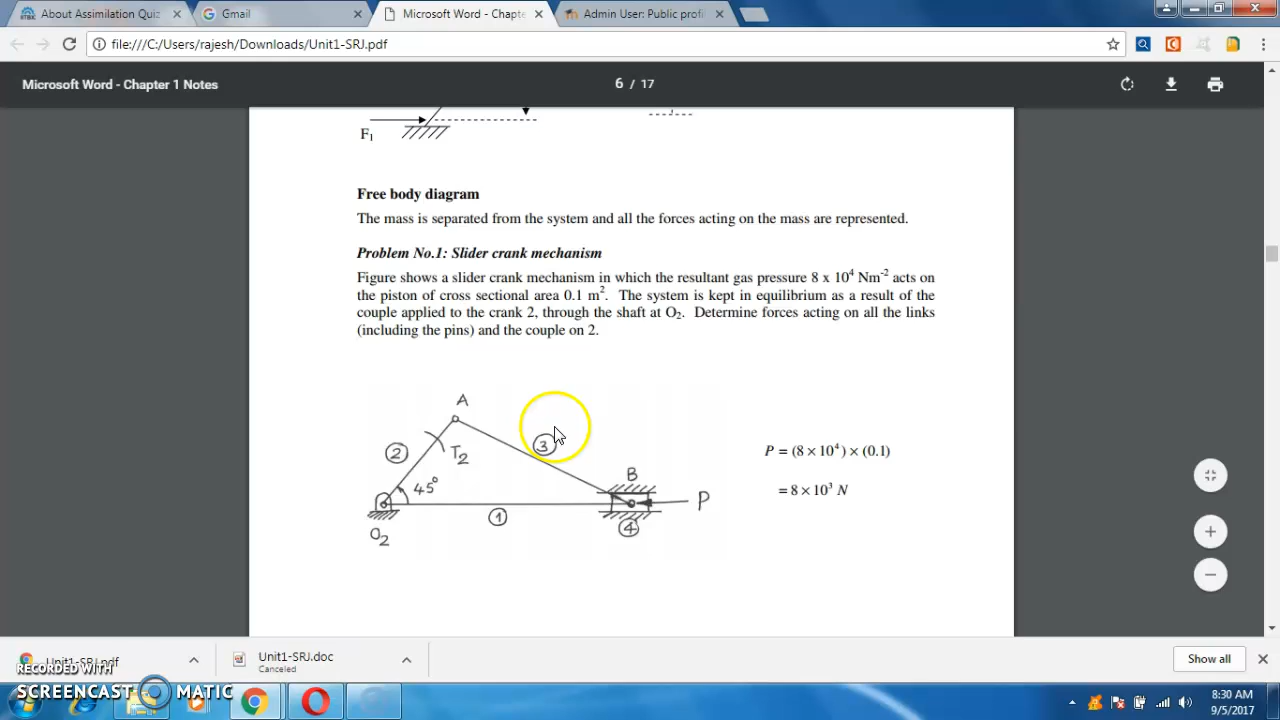 About Assimilation Quiz
Gmail
Microsoft Word - Chapte
Admin User: Public profi
file:///C:/Users/rajesh/Downloads/Unit1-SRJ.pdf
Microsoft Word - Chapter 1 Notes
6 / 17
F1
Free body diagram
The mass is separated from the system and all the forces acting on the mass are represented.
Problem No.1: Slider crank mechanism
Figure shows a slider crank mechanism in which the resultant gas pressure 8 x 10⁴ Nm⁻² acts on
the piston of cross sectional area 0.1 m². The system is kept in equilibrium as a result of the
couple applied to the crank 2, through the shaft at O₂. Determine forces acting on all the links
(including the pins) and the couple on 2.
A
2
T2
3
45°
B
P
1
4
O2
P = (8 × 10⁴) × (0.1)
= 8 × 10³ N
Unit1-SRJ.pdf
Unit1-SRJ.doc
Canceled
Show all
RECORDED WITH
SCREENCAST MATIC
8:30 AM
9/5/2017